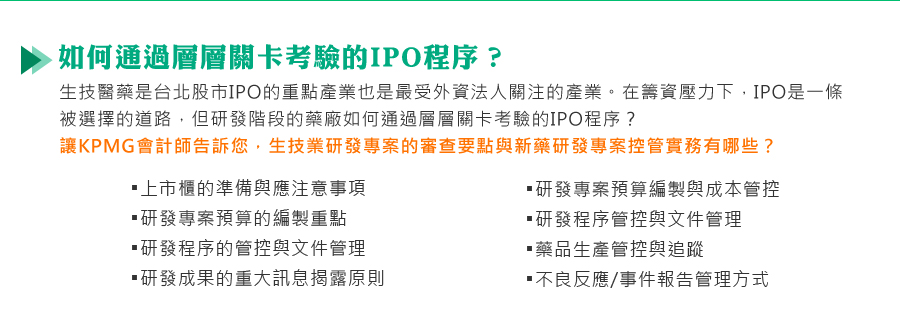 如何通過層層關卡考驗的IPO程序？
生技醫藥是台北股市IPO的重點產業也是最受外資法人關注的產業。在籌資壓力下，IPO是一條
被選擇的道路，但研發階段的藥廠如何通過層層關卡考驗的IPO程序？
讓KPMG會計師告訴您，生技業研發專案的審查要點與新藥研發專案控管實務有哪些？
▪上市櫃的準備與應注意事項
▪研發專案預算的編製重點
▪研發程序的管控與文件管理
▪研發成果的重大訊息揭露原則
▪研發專案預算編製與成本管控
▪研發程序管控與文件管理
▪藥品生產管控與追蹤
▪不良反應/事件報告管理方式